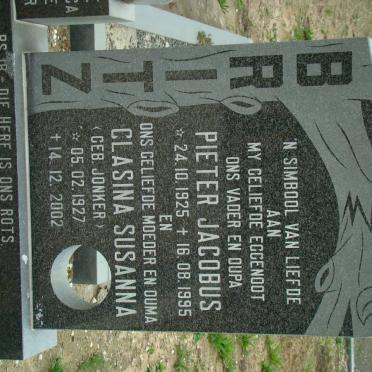 BRITZ
'N SIMBOOL VAN LIEFDE
AAN
MY GELIEFDE EGGENOOT
ONS VADER EN OUPA
PIETER JACOBUS
☆ 24.10.1925 + 16.08.1995
EN
ONS GELIEFDE MOEDER EN OUMA
CLASINA SUSANNA
(GEB JONKER)
☆ 05.02.1927
+ 14.12.2002
DIE HERE IS ONS ROTS